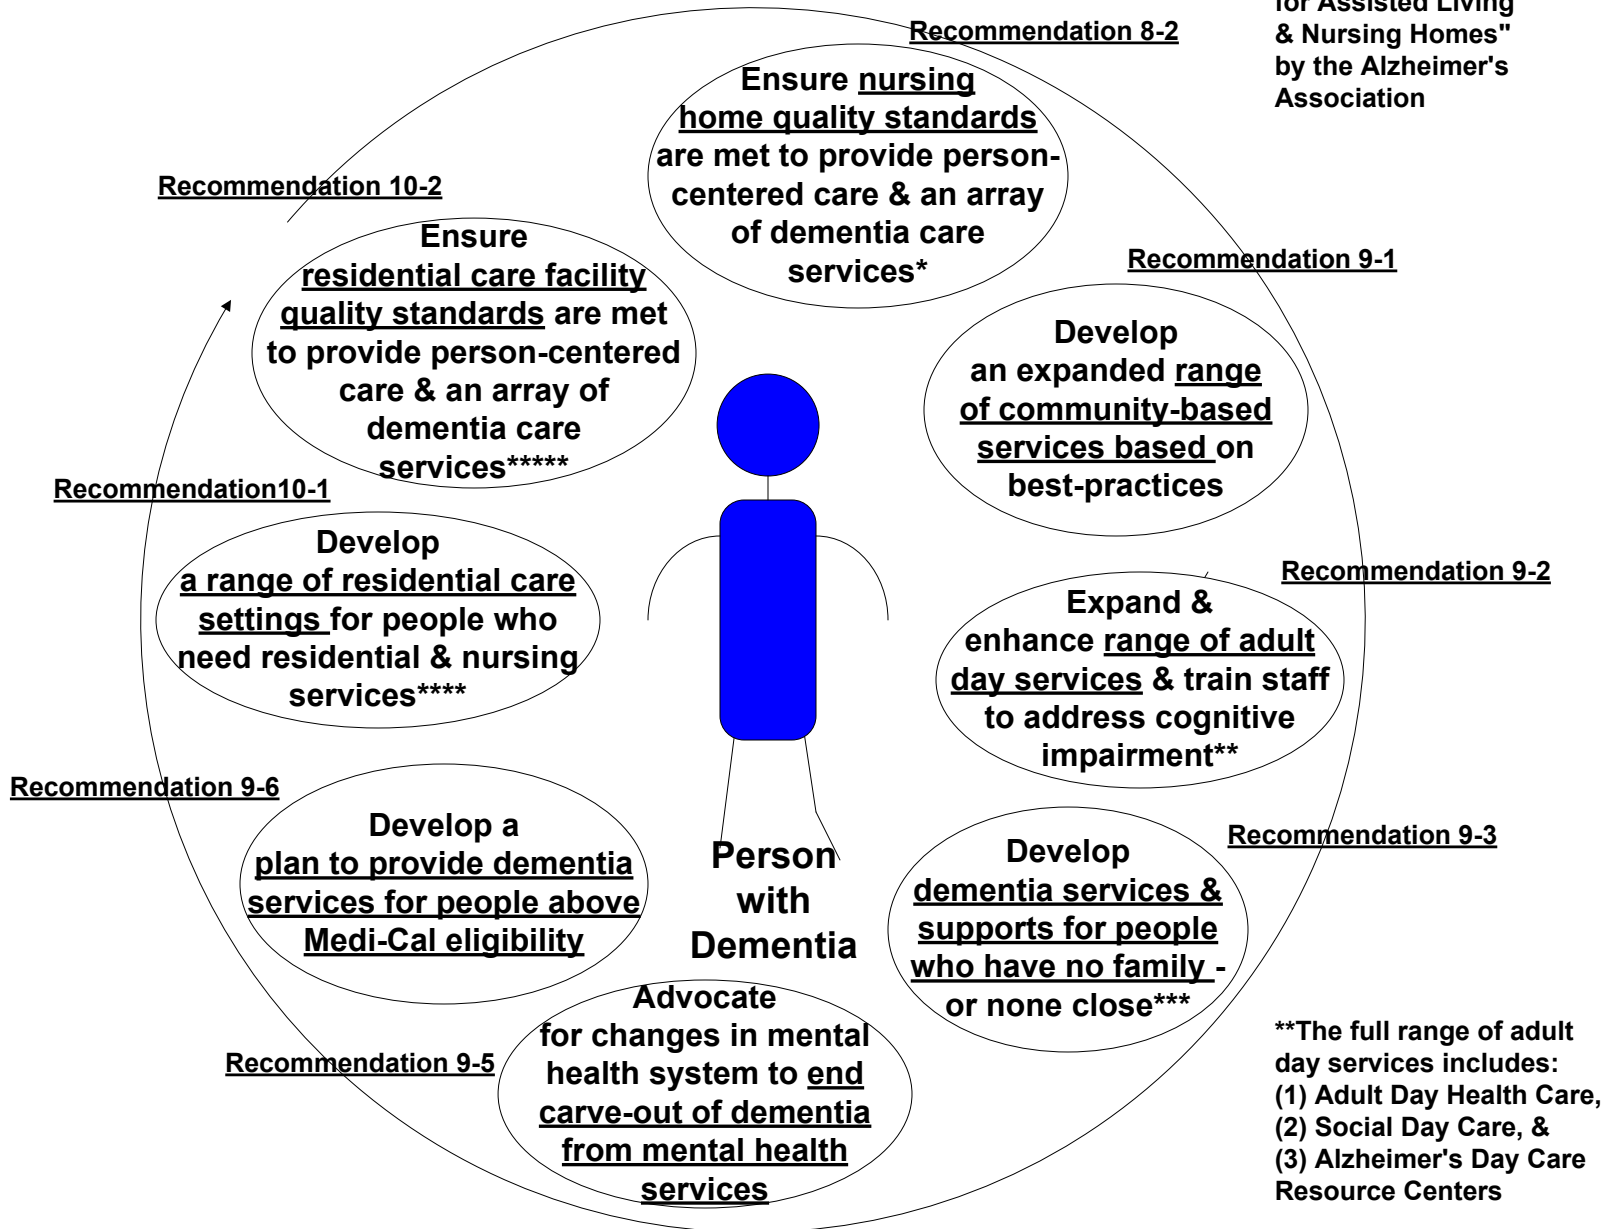 for Assisted Living
& Nursing Homes"
by the Alzheimer's
Association
Recommendation 8-2
Ensure nursing
home quality standards
are met to provide person-
centered care & an array
of dementia care
services*
Recommendation 9-1
Develop
an expanded range
of community-based
services based on
best-practices
Recommendation 9-2
Expand &
enhance range of adult
day services & train staff
to address cognitive
impairment**
Recommendation 9-3
Develop
dementia services &
supports for people
who have no family -
or none close***
Recommendation 9-5
Advocate
for changes in mental
health system to end
carve-out of dementia
from mental health
services
Recommendation 9-6
Develop a
plan to provide dementia
services for people above
Medi-Cal eligibility
Recommendation10-1
Develop
a range of residential care
settings for people who
need residential & nursing
services****
Recommendation 10-2
Ensure
residential care facility
quality standards are met
to provide person-centered
care & an array of
dementia care
services*****
Person
with
Dementia
**The full range of adult
day services includes:
(1) Adult Day Health Care,
(2) Social Day Care, &
(3) Alzheimer's Day Care
Resource Centers